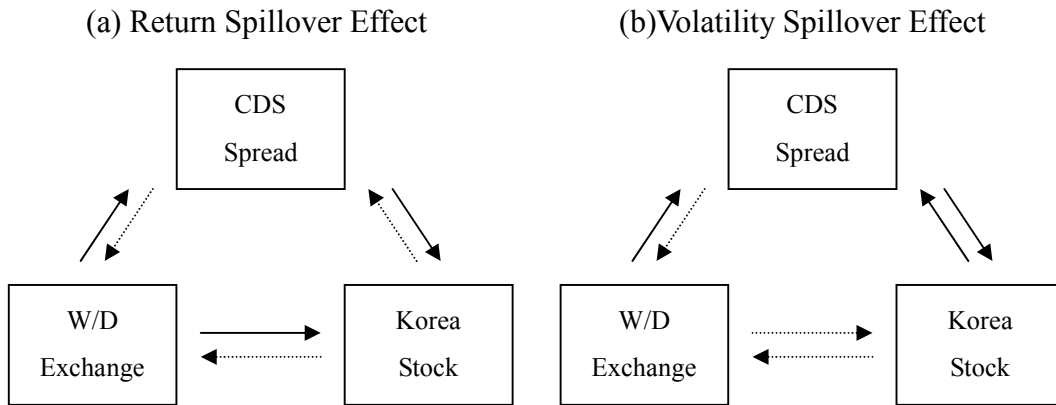 (a) Return Spillover Effect
CDS
Spread
W/D
Exchange
Korea
Stock
(b)Volatility Spillover Effect
CDS
Spread
W/D
Exchange
Korea
Stock